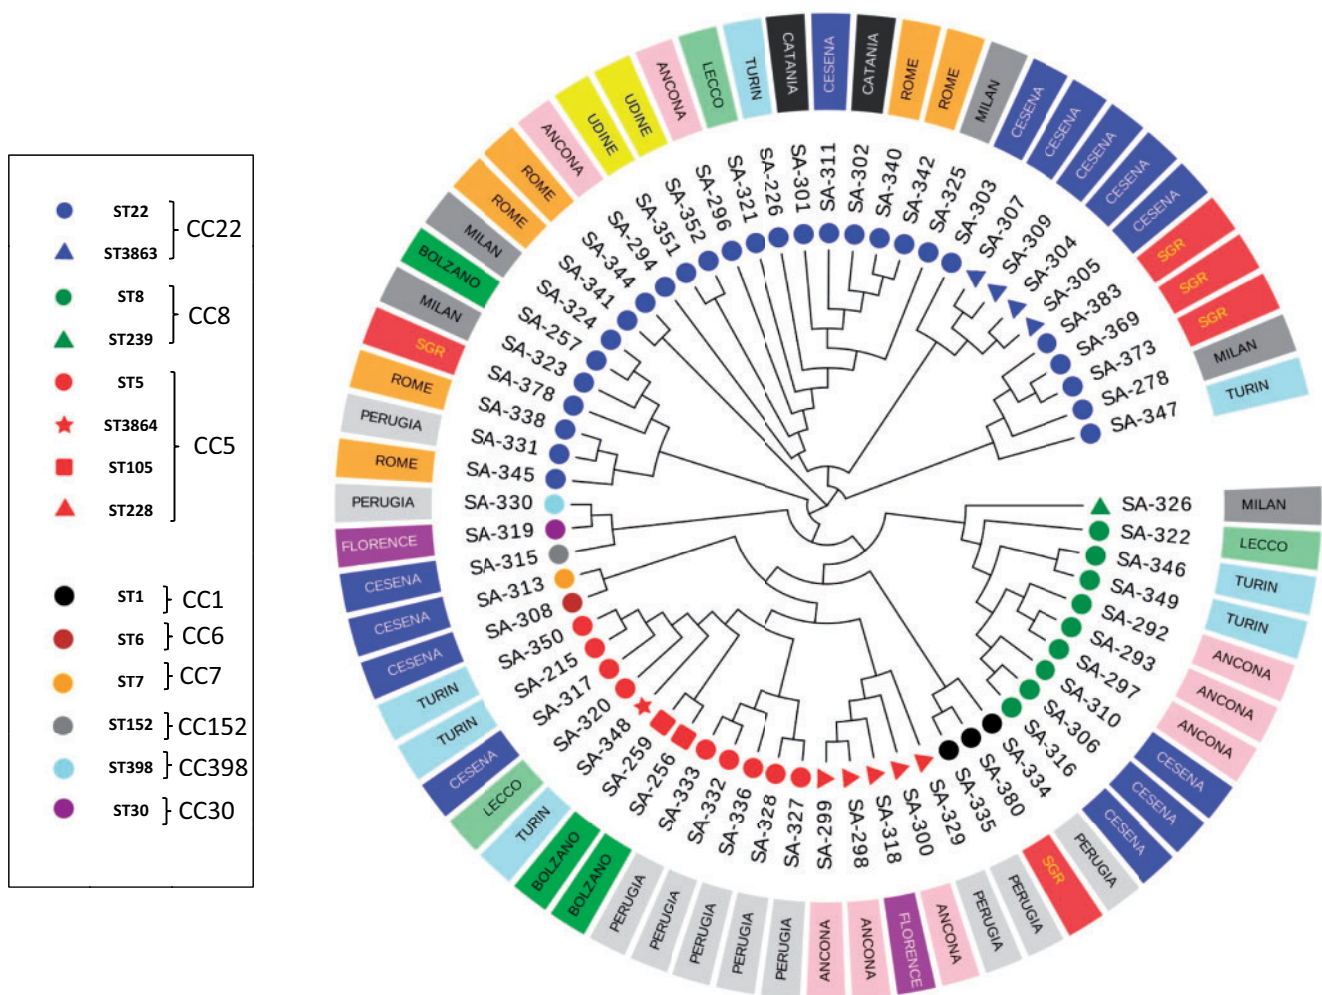 ST22
ST3863
CC22
ST8
ST239
CC8
ST5
ST3864
ST105
ST228
CC5
ST1
CC1
ST6
CC6
ST7
CC7
ST152
CC152
ST398
CC398
ST30
CC30
TURIN
MILAN
SGR
SGR
SGR
CESENA
CESENA
CESENA
CESENA
CESENA
MILAN
ROME
ROME
CATANIA
CESENA
CATANIA
TURIN
LECCO
ANCONA
UDINE
UDINE
ANCONA
ROME
ROME
MILAN
BOLZANO
MILAN
SGR
ROME
PERUGIA
ROME
PERUGIA
FLORENCE
CESENA
CESENA
CESENA
TURIN
TURIN
CESENA
LECCO
TURIN
BOLZANO
BOLZANO
PERUGIA
PERUGIA
PERUGIA
PERUGIA
PERUGIA
ANCONA
ANCONA
FLORENCE
ANCONA
PERUGIA
PERUGIA
SGR
PERUGIA
CESENA
CESENA
CESENA
ANCONA
ANCONA
ANCONA
TURIN
TURIN
LECCO
MILAN
SA-347
SA-278
SA-373
SA-369
SA-383
SA-305
SA-304
SA-309
SA-307
SA-303
SA-325
SA-342
SA-340
SA-302
SA-311
SA-301
SA-226
SA-321
SA-296
SA-352
SA-351
SA-294
SA-344
SA-341
SA-324
SA-257
SA-323
SA-378
SA-338
SA-331
SA-345
SA-330
SA-319
SA-315
SA-313
SA-308
SA-350
SA-215
SA-317
SA-320
SA-348
SA-259
SA-256
SA-333
SA-332
SA-336
SA-328
SA-327
SA-299
SA-298
SA-318
SA-300
SA-329
SA-335
SA-380
SA-334
SA-316
SA-306
SA-310
SA-297
SA-293
SA-292
SA-349
SA-346
SA-322
SA-326